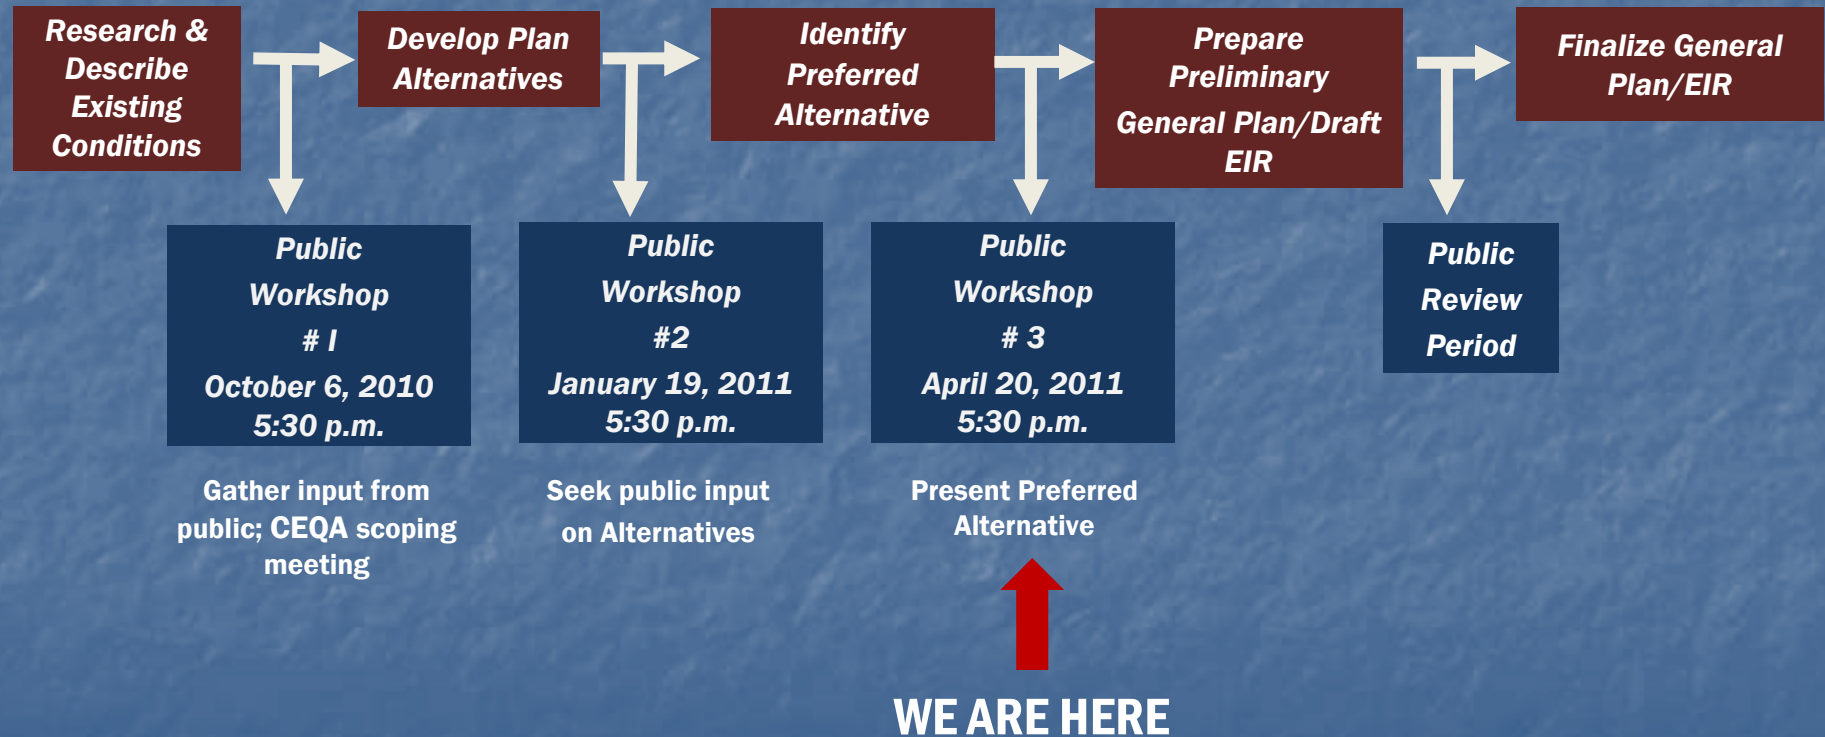 Research &
Describe
Existing
Conditions
Develop Plan
Alternatives
Identify
Preferred
Alternative
Prepare
Preliminary
General Plan/Draft
EIR
Finalize General
Plan/EIR
Public
Workshop
# I
October 6, 2010
5:30 p.m.
Public
Workshop
#2
January 19, 2011
5:30 p.m.
Public
Workshop
# 3
April 20, 2011
5:30 p.m.
Public
Review
Period
Gather input from
public; CEQA scoping
meeting
Seek public input
on Alternatives
Present Preferred
Alternative
WE ARE HERE